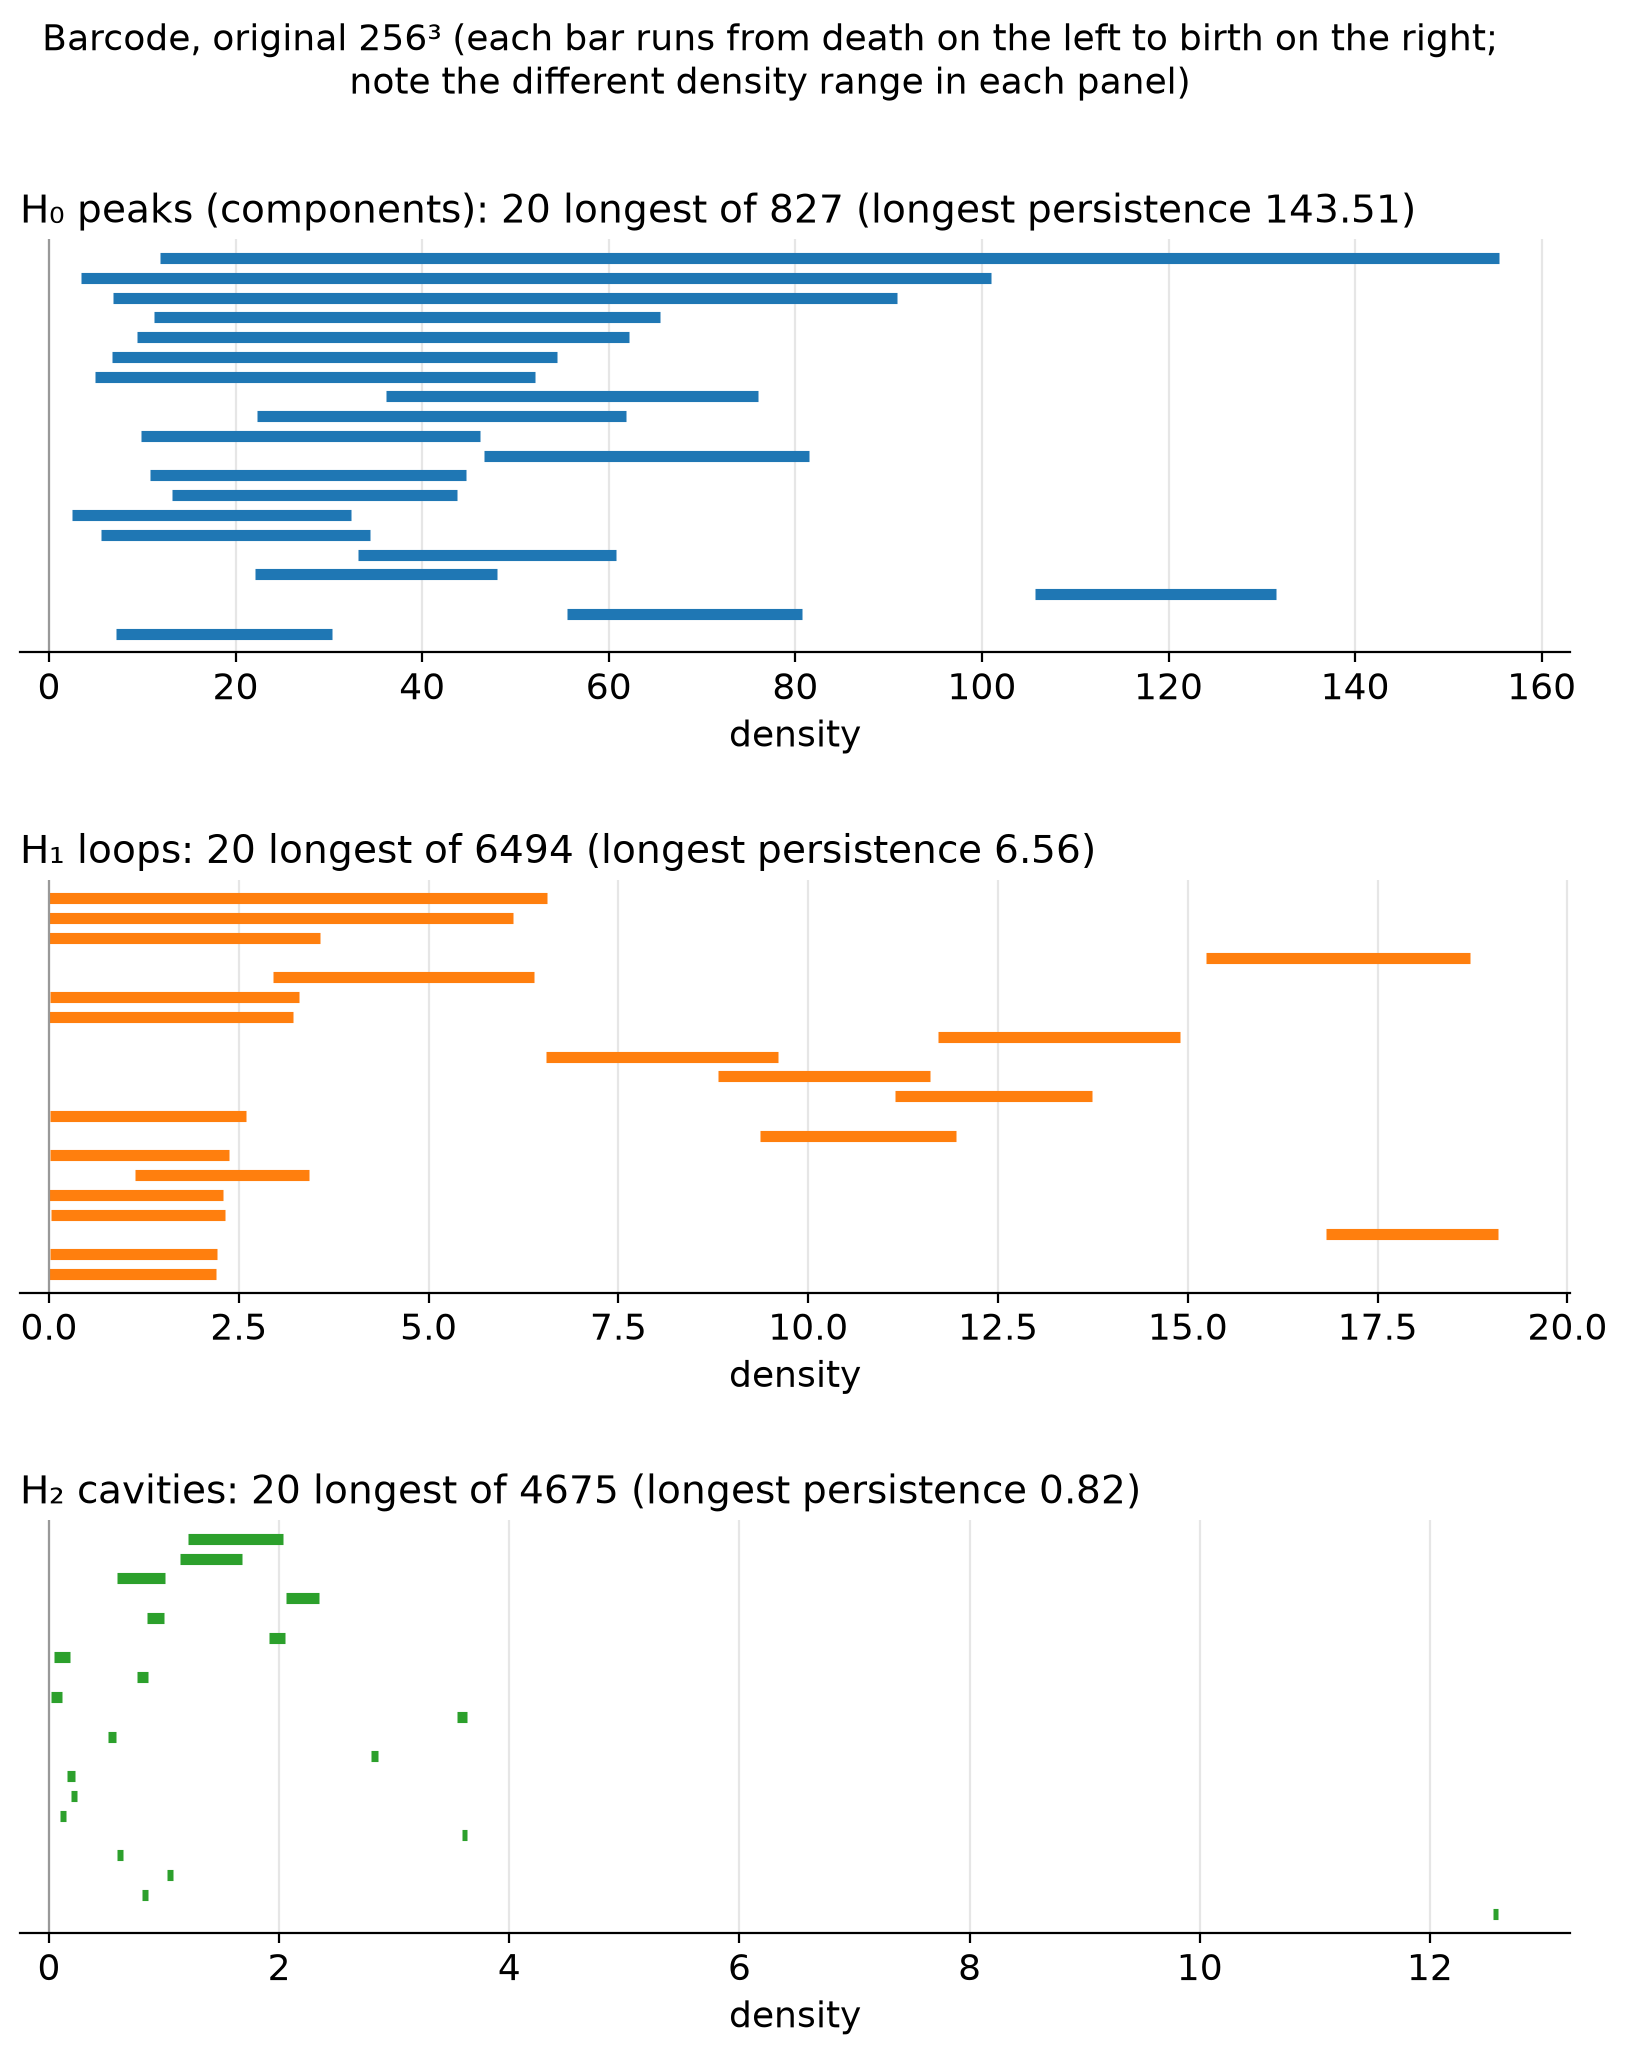 Barcode, original 256³ (each bar runs from death on the left to birth on the right;
note the different density range in each panel)
H₀ peaks (components): 20 longest of 827 (longest persistence 143.51)
0 20 40 60 80 100 120 140 160
density
H₁ loops: 20 longest of 6494 (longest persistence 6.56)
0.0 2.5 5.0 7.5 10.0 12.5 15.0 17.5 20.0
density
H₂ cavities: 20 longest of 4675 (longest persistence 0.82)
0 2 4 6 8 10 12
density